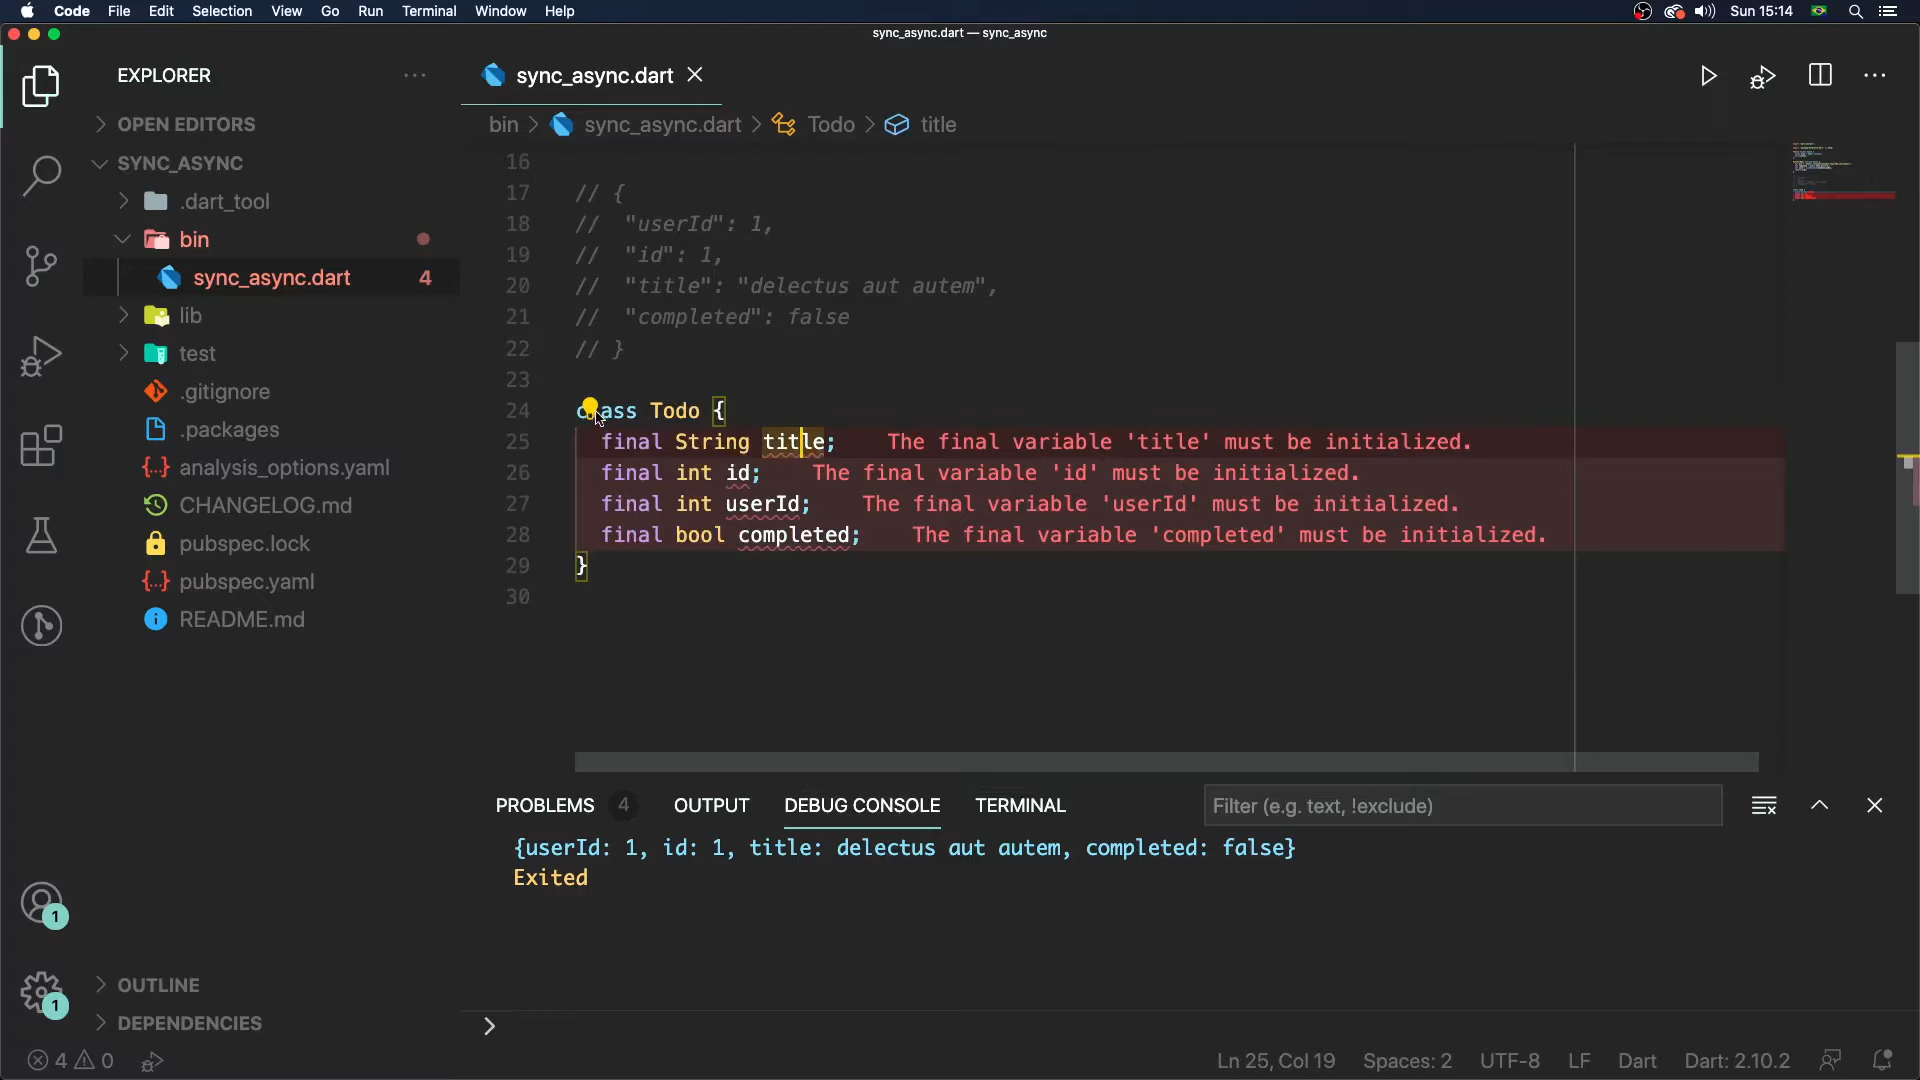 Code File Edit Selection View Go Run Terminal Window Help
Sun 15:14
sync_async.dart — sync_async
EXPLORER
sync_async.dart
OPEN EDITORS
bin > sync_async.dart > Todo > title
SYNC_ASYNC
.dart_tool
bin
sync_async.dart 4
lib
test
.gitignore
.packages
analysis_options.yaml
CHANGELOG.md
pubspec.lock
pubspec.yaml
README.md
OUTLINE
DEPENDENCIES
1
1
16
17 // {
18 // "userId": 1,
19 // "id": 1,
20 // "title": "delectus aut autem",
21 // "completed": false
22 // }
23
24 class Todo {
25 final String title; The final variable 'title' must be initialized.
26 final int id; The final variable 'id' must be initialized.
27 final int userId; The final variable 'userId' must be initialized.
28 final bool completed; The final variable 'completed' must be initialized.
29 }
30
PROBLEMS 4 OUTPUT DEBUG CONSOLE TERMINAL Filter (e.g. text, !exclude)
{userId: 1, id: 1, title: delectus aut autem, completed: false}
Exited
4 0 Ln 25, Col 19 Spaces: 2 UTF-8 LF Dart Dart: 2.10.2